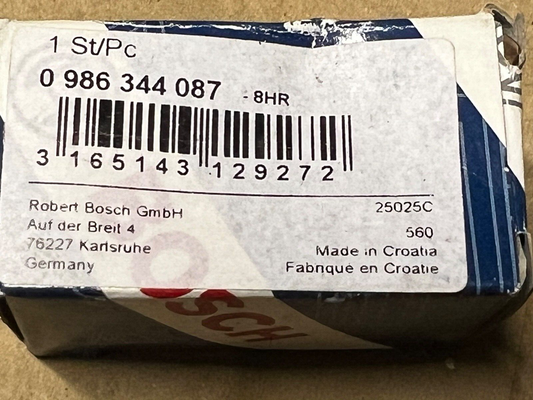 1 St/Pc
0 986 344 087 - 8HR
3 165143 129272
Robert Bosch GmbH 25025C
Auf der Breit 4 560
76227 Karlsruhe Made in Croatia
Germany Fabriqué en Croatie
BOSCH